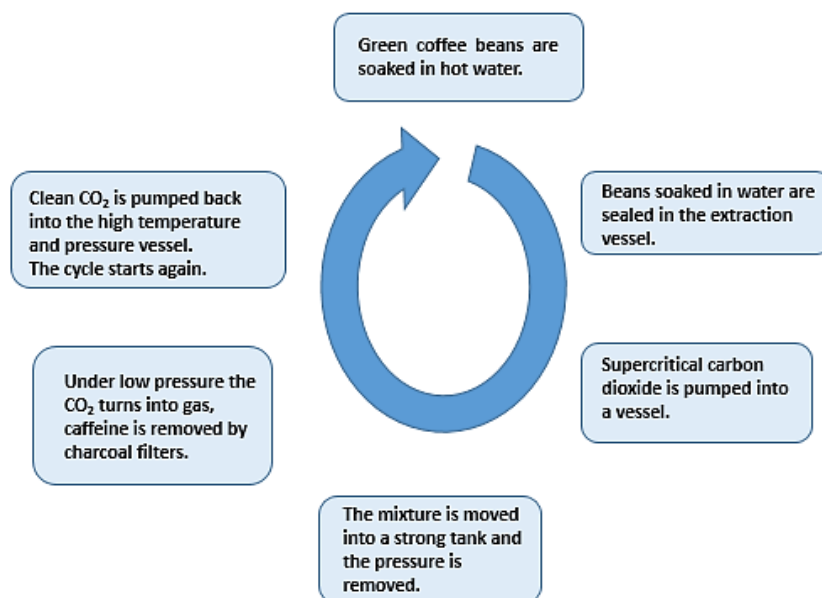 Green coffee beans are
soaked in hot water.
Beans soaked in water are
sealed in the extraction
vessel.
Supercritical carbon
dioxide is pumped into
a vessel.
The mixture is moved
into a strong tank and
the pressure is
removed.
Under low pressure the
CO₂ turns into gas,
caffeine is removed by
charcoal filters.
Clean CO₂ is pumped back
into the high temperature
and pressure vessel.
The cycle starts again.